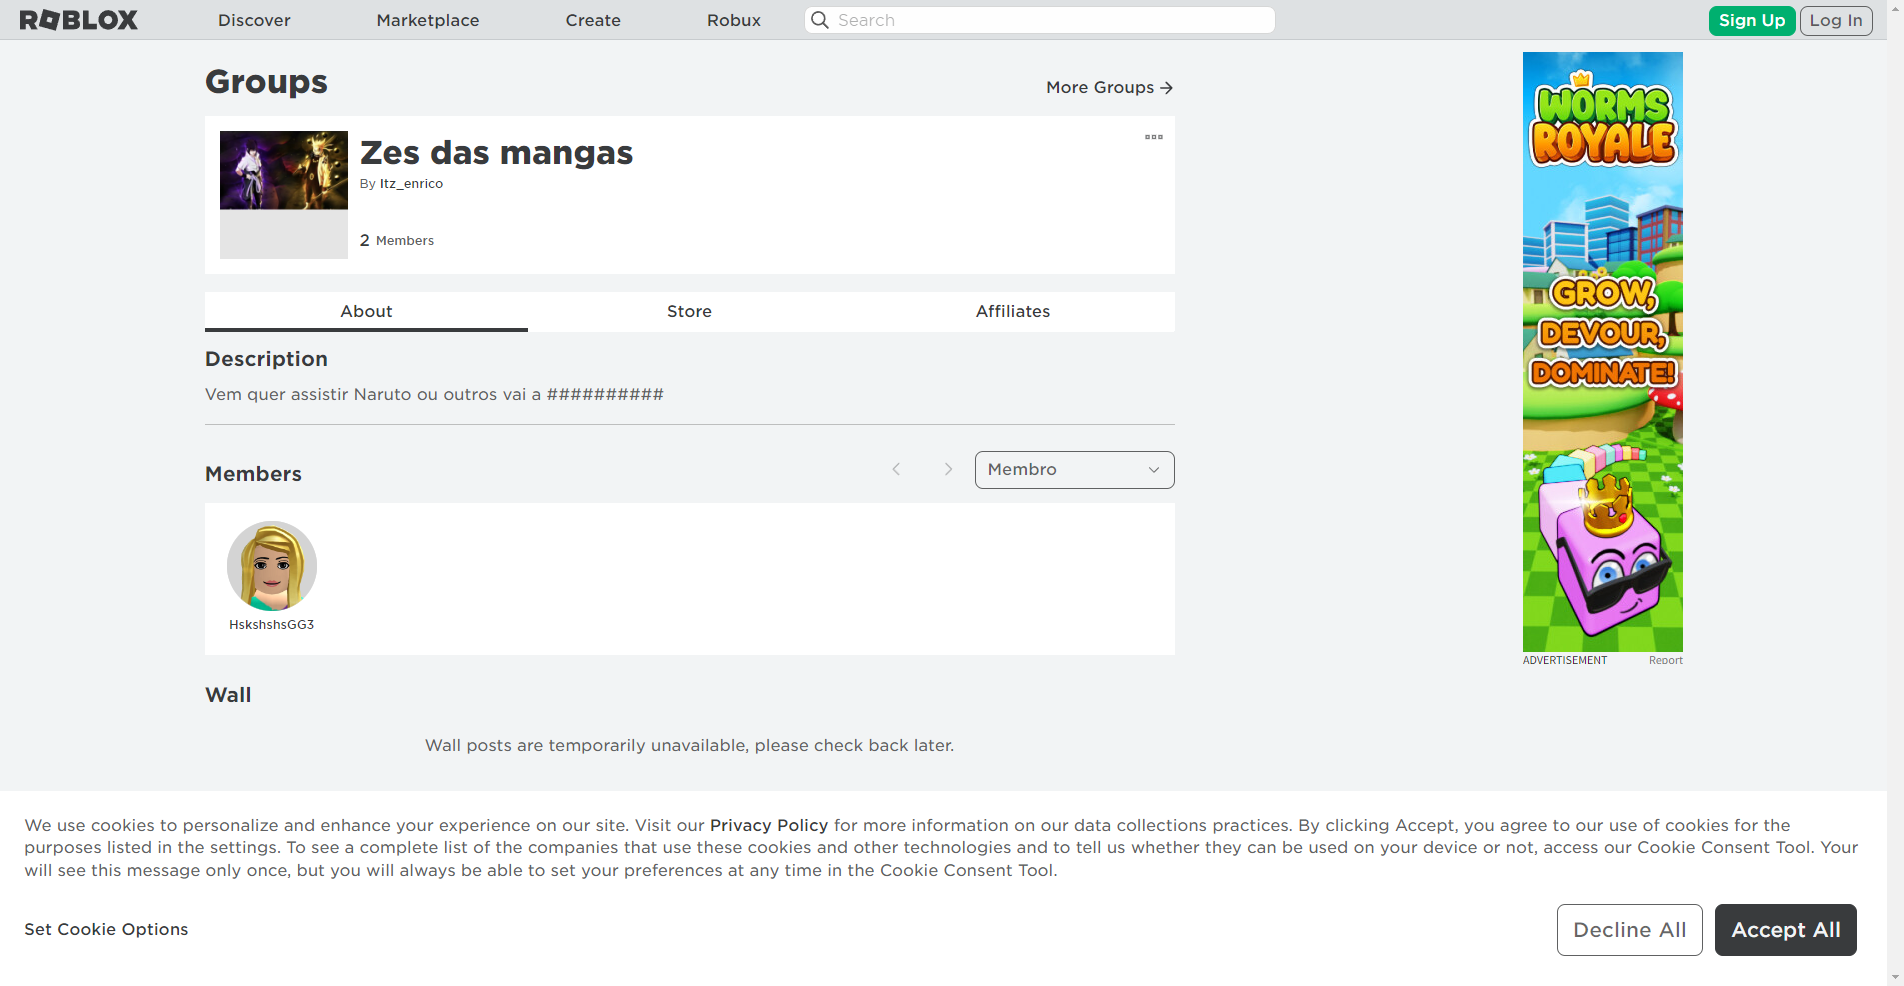 ROBLOX
Discover
Marketplace
Create
Robux
Search
Sign Up
Log In
Groups
More Groups
Zes das mangas
By Itz_enrico
2 Members
About
Store
Affiliates
Description
Vem quer assistir Naruto ou outros vai a ##########
Members
Membro
HskshshsGG3
Wall
Wall posts are temporarily unavailable, please check back later.
WORMS
ROYALE
GROW,
DEVOUR,
DOMINATE!
ADVERTISEMENT
Report
We use cookies to personalize and enhance your experience on our site. Visit our Privacy Policy for more information on our data collections practices. By clicking Accept, you agree to our use of cookies for the
purposes listed in the settings. To see a complete list of the companies that use these cookies and other technologies and to tell us whether they can be used on your device or not, access our Cookie Consent Tool. Your
will see this message only once, but you will always be able to set your preferences at any time in the Cookie Consent Tool.
Set Cookie Options
Decline All
Accept All